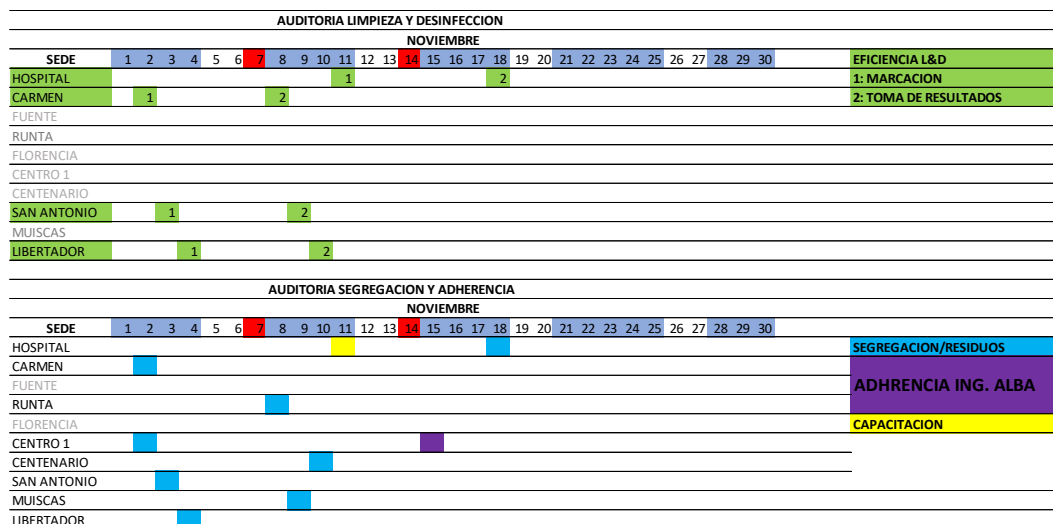 AUDITORIA LIMPIEZA Y DESINFECCION
NOVIEMBRE
SEDE 1 2 3 4 5 6 7 8 9 10 11 12 13 14 15 16 17 18 19 20 21 22 23 24 25 26 27 28 29 30 EFICIENCIA L&D
HOSPITAL 1 2 1: MARCACION
CARMEN 1 2 2: TOMA DE RESULTADOS
FUENTE
RUNTA
FLORENCIA
CENTRO 1
CENTENARIO
SAN ANTONIO 1 2
MUISCAS
LIBERTADOR 1 2
AUDITORIA SEGREGACION Y ADHERENCIA
NOVIEMBRE
SEDE 1 2 3 4 5 6 7 8 9 10 11 12 13 14 15 16 17 18 19 20 21 22 23 24 25 26 27 28 29 30
HOSPITAL SEGREGACION/RESIDUOS
CARMEN
FUENTE ADHRENCIA ING. ALBA
RUNTA
FLORENCIA CAPACITACION
CENTRO 1
CENTENARIO
SAN ANTONIO
MUISCAS
LIBERTADOR